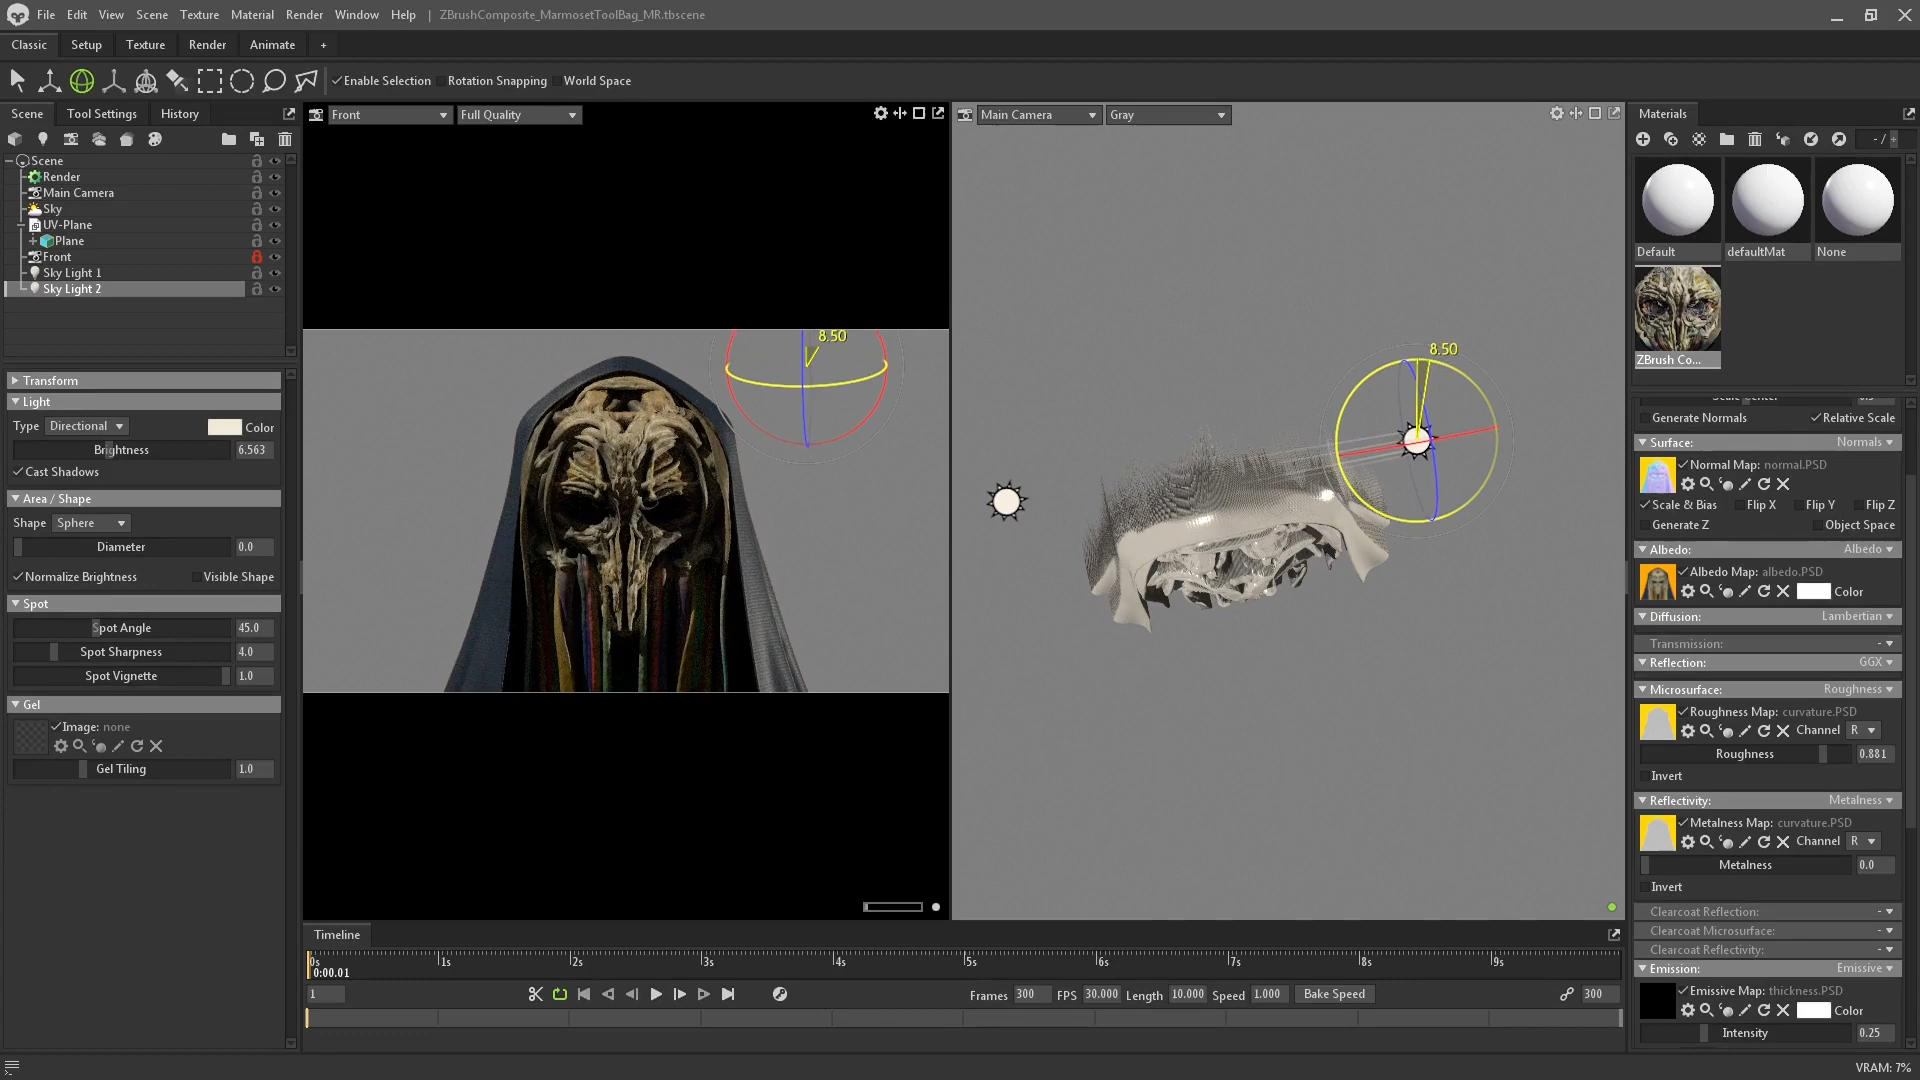 File Edit View Scene Texture Material Render Window Help | ZBrushComposite_MarmosetToolBag_MR.tbscene
Classic Setup Texture Render Animate +
Enable Selection Rotation Snapping World Space
Scene Tool Settings History
Scene
Render
Main Camera
Sky
UV-Plane
Plane
Front
Sky Light 1
Sky Light 2
Transform
Light
Type Directional Color
Brightness 6.563
Cast Shadows
Area / Shape
Shape Sphere
Diameter 0.0
Normalize Brightness Visible Shape
Spot
Spot Angle 45.0
Spot Sharpness 4.0
Spot Vignette 1.0
Gel
Image: none
Gel Tiling 1.0
Front Full Quality
8.50
Main Camera Gray
8.50
Timeline
0s 1s 2s 3s 4s 5s 6s 7s 8s 9s
0:00.01
1 Frames 300 FPS 30.000 Length 10.000 Speed 1.000 Bake Speed 300
Materials
- / +
Default defaultMat None
ZBrush Co...
Generate Normals Relative Scale
Surface: Normals
Normal Map: normal.PSD
Scale & Bias Flip X Flip Y Flip Z
Generate Z Object Space
Albedo: Albedo
Albedo Map: albedo.PSD
Color
Diffusion: Lambertian
Transmission: -
Reflection: GGX
Microsurface: Roughness
Roughness Map: curvature.PSD
Channel R
Roughness 0.881
Invert
Reflectivity: Metalness
Metalness Map: curvature.PSD
Channel R
Metalness 0.0
Invert
Clearcoat Reflection: -
Clearcoat Microsurface: -
Clearcoat Reflectivity: -
Emission: Emissive
Emissive Map: thickness.PSD
Color
Intensity 0.25
VRAM: 7%